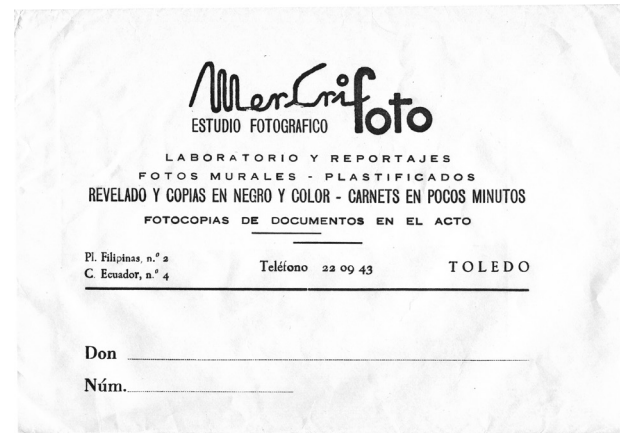 MerCrifoto
ESTUDIO FOTOGRAFICO
LABORATORIO Y REPORTAJES
FOTOS MURALES - PLASTIFICADOS
REVELADO Y COPIAS EN NEGRO Y COLOR - CARNETS EN POCOS MINUTOS
FOTOCOPIAS DE DOCUMENTOS EN EL ACTO
Pl. Filipinas, n.º 2
C. Ecuador, n.º 4
Teléfono 22 09 43
TOLEDO
Don
Núm.